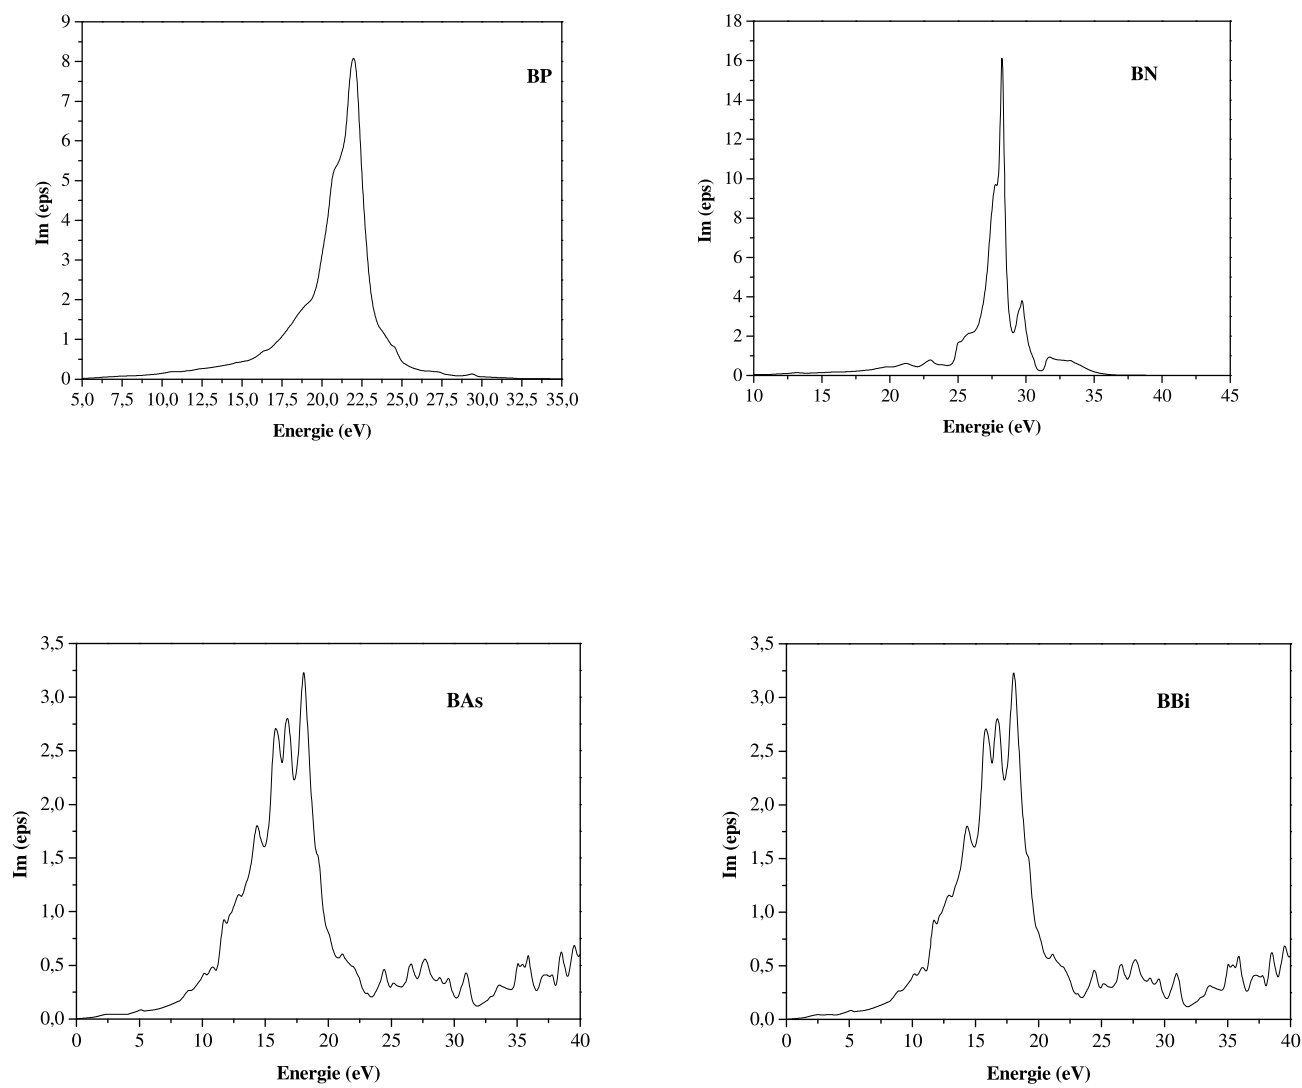 BP
9
8
7
6
5
4
3
2
1
0
Im (eps)
5,0 7,5 10,0 12,5 15,0 17,5 20,0 22,5 25,0 27,5 30,0 32,5 35,0
Energie (eV)
BN
18
16
14
12
10
8
6
4
2
0
Im (eps)
10 15 20 25 30 35 40 45
Energie (eV)
BAs
3,5
3,0
2,5
2,0
1,5
1,0
0,5
0,0
Im (eps)
0 5 10 15 20 25 30 35 40
Energie (eV)
BBi
3,5
3,0
2,5
2,0
1,5
1,0
0,5
0,0
Im (eps)
0 5 10 15 20 25 30 35 40
Energie (eV)